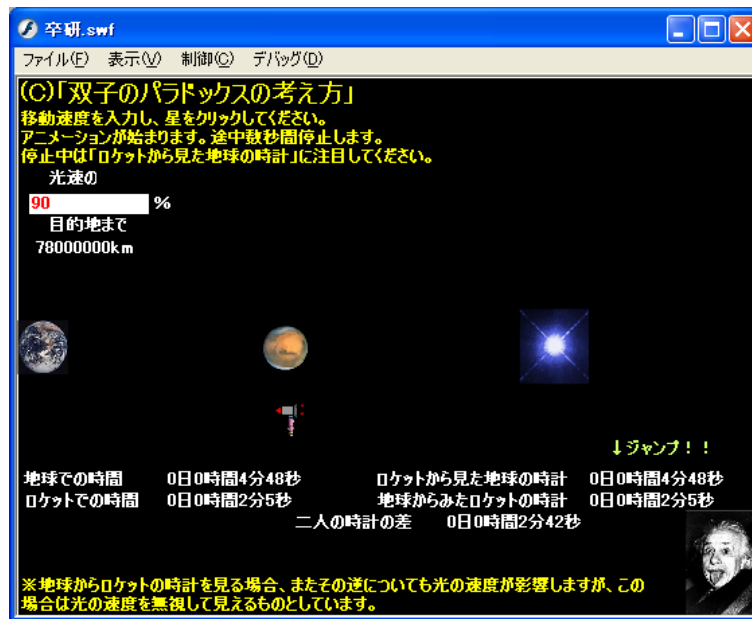 卒研.swf
ファイル(F) 表示(V) 制御(C) デバッグ(D)
(C)「双子のパラドックスの考え方」
移動速度を入力し、星をクリックしてください。
アニメーションが始まります。途中数秒間停止します。
停止中は「ロケットから見た地球の時計」に注目してください。
光速の
90 %
目的地まで
78000000km
↓ジャンプ！！
地球での時間 0日0時間4分48秒 ロケットから見た地球の時計 0日0時間4分48秒
ロケットでの時間 0日0時間2分5秒 地球からみたロケットの時計 0日0時間2分5秒
二人の時計の差 0日0時間2分42秒
※地球からロケットの時計を見る場合、またその逆についても光の速度が影響しますが、この
場合は光の速度を無視して見えるものとしています。